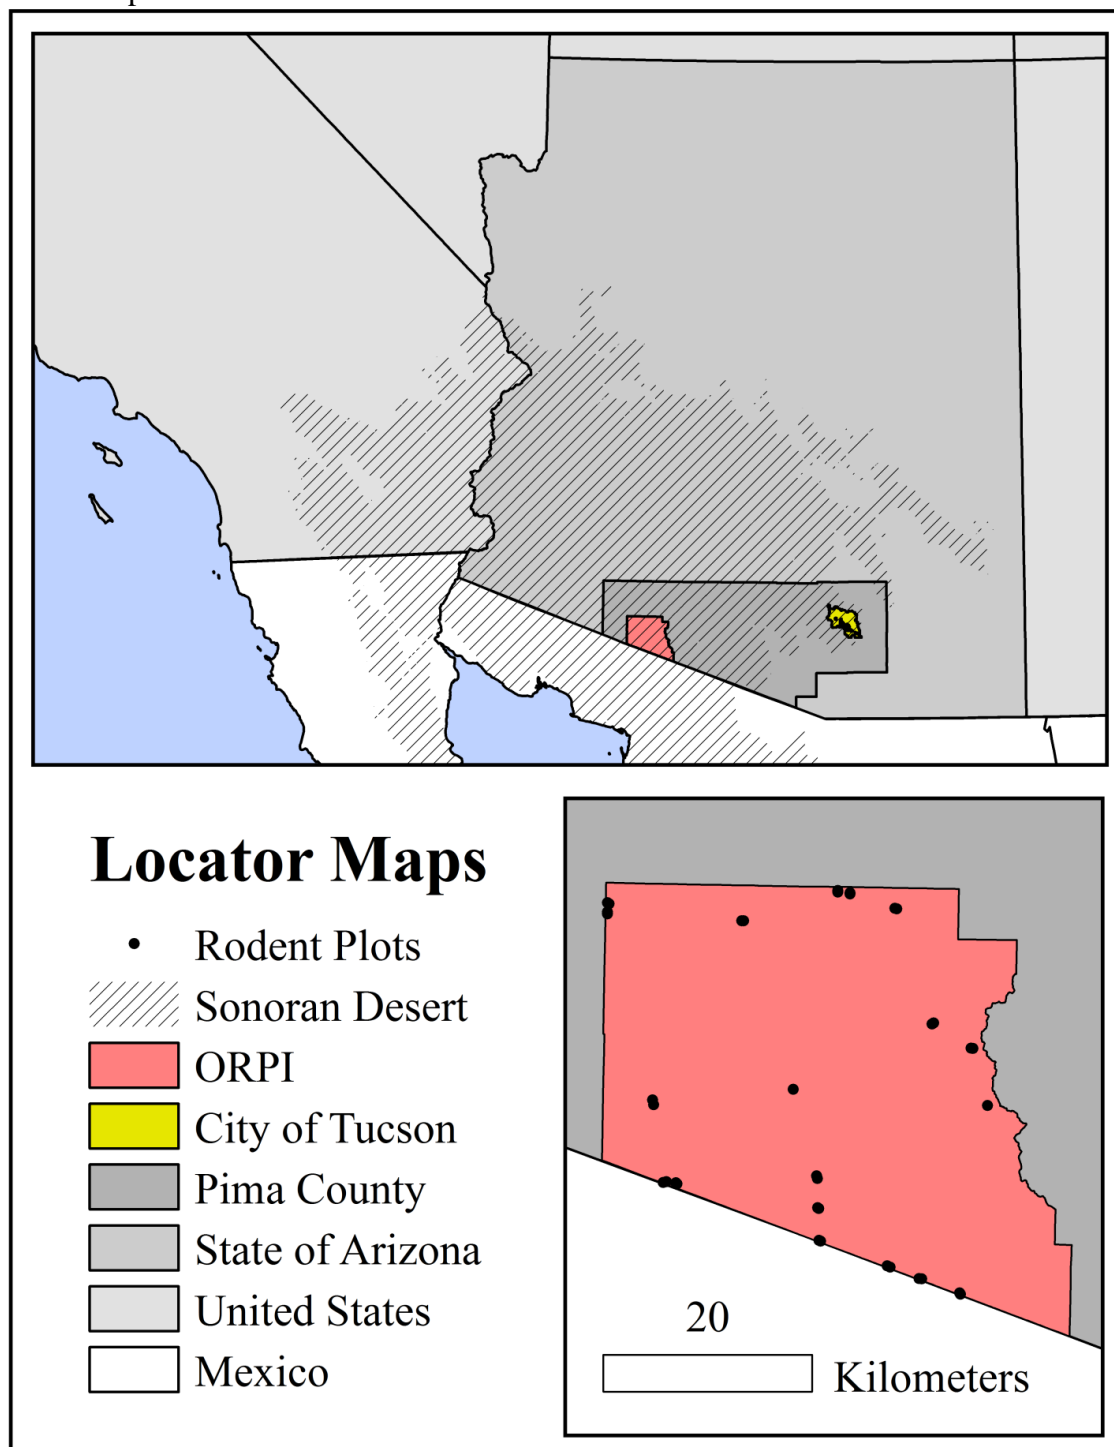 Locator Maps
Rodent Plots
Sonoran Desert
ORPI
City of Tucson
Pima County
State of Arizona
United States
Mexico
20
Kilometers